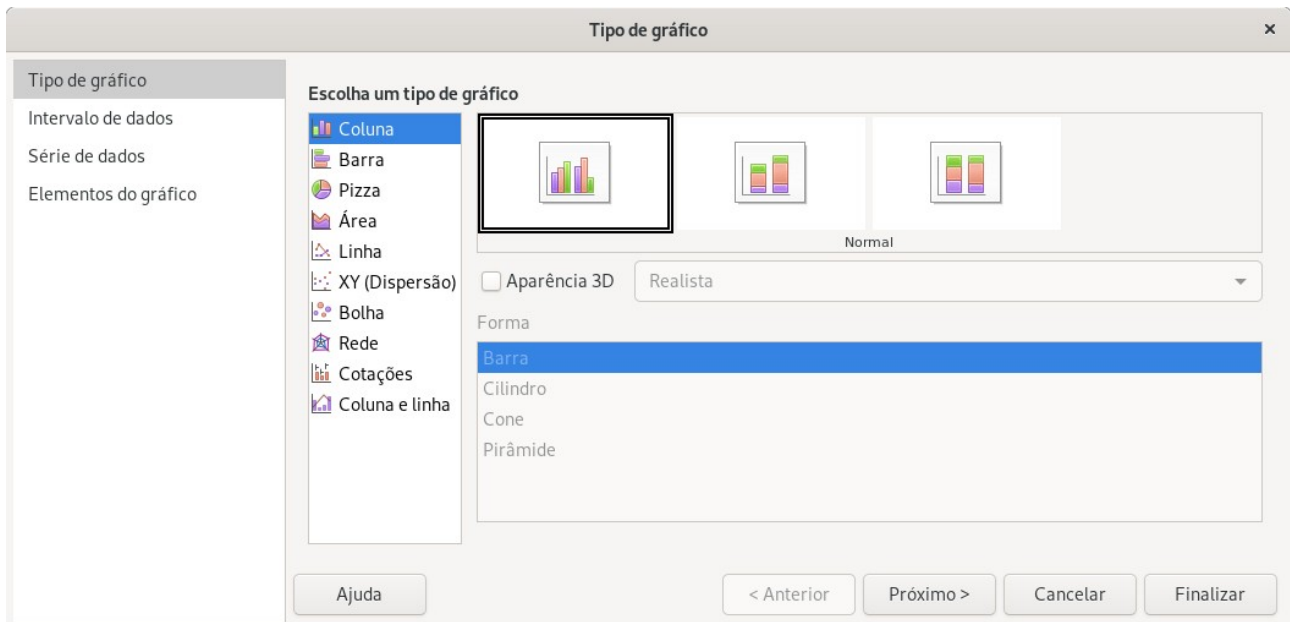 Tipo de gráfico
×
Tipo de gráfico
Intervalo de dados
Série de dados
Elementos do gráfico
Escolha um tipo de gráfico
Coluna
Barra
Pizza
Área
Linha
XY (Dispersão)
Bolha
Rede
Cotações
Coluna e linha
Normal
Aparência 3D
Realista
Forma
Barra
Cilindro
Cone
Pirâmide
Ajuda
< Anterior
Próximo >
Cancelar
Finalizar